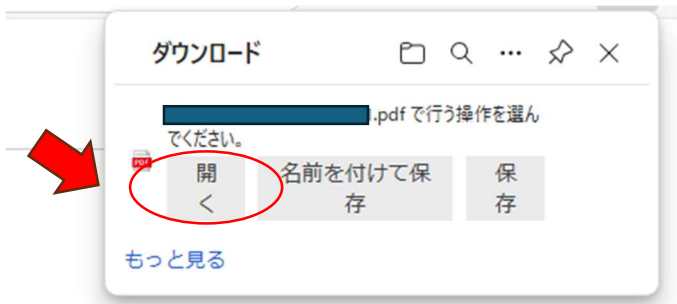 ダウンロード
.pdf で行う操作を選ん
でください。
PDF
開
く
名前を付けて保
存
保
存
もっと見る